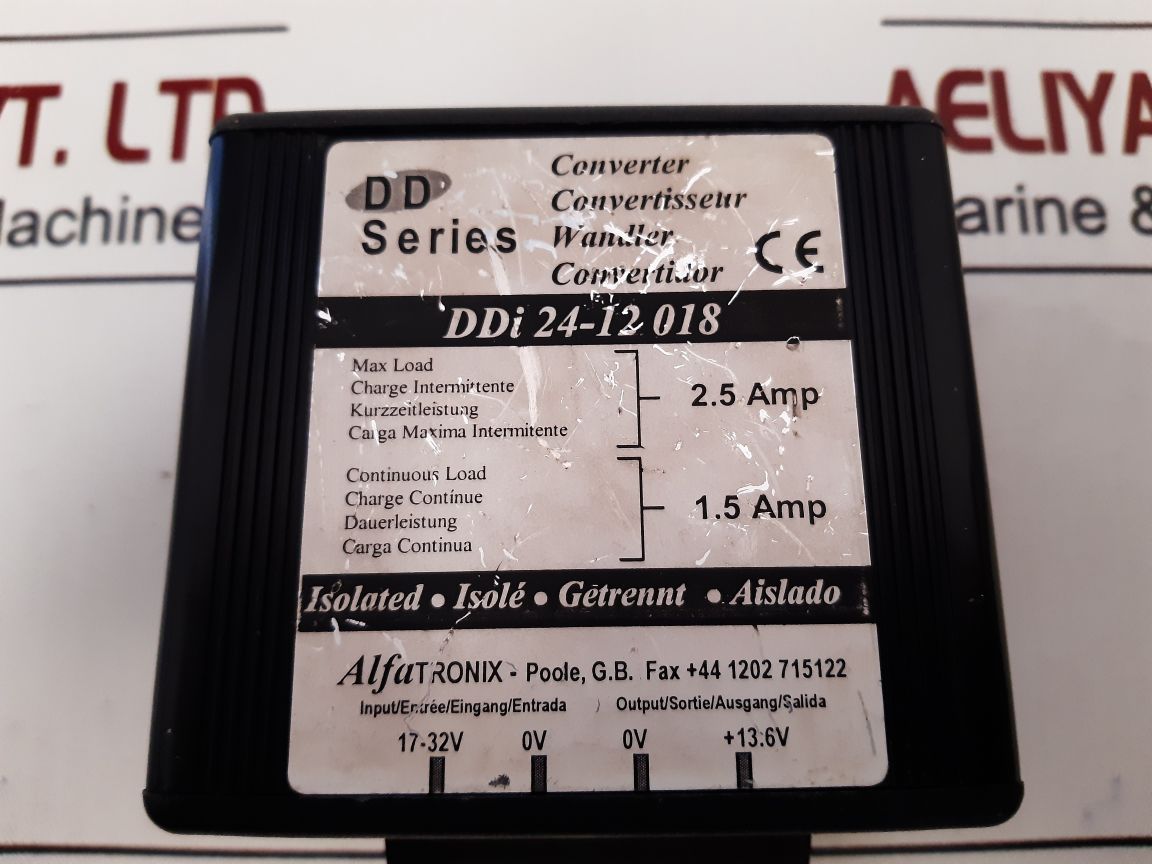 VT. LTD
AELIYA
Machine
arine &
DD
Series
Converter
Convertisseur
Wandler
Convertidor
CE
DDi 24-12 018
Max Load
Charge Intermittente
Kurzzeitleistung
Carga Maxima Intermitente
2.5 Amp
Continuous Load
Charge Contínue
Dauerleistung
Carga Continua
1.5 Amp
Isolated • Isolé • Getrennt • Aislado
AlfaTRONIX - Poole, G.B. Fax +44 1202 715122
Input/Entrée/Eingang/Entrada Output/Sortie/Ausgang/Salida
17-32V 0V 0V +13.6V